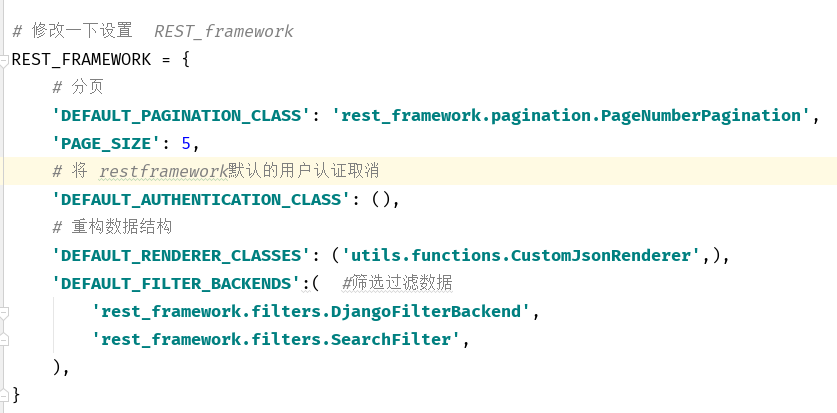 # 修改一下设置  REST_framework
REST_FRAMEWORK = {
    # 分页
    'DEFAULT_PAGINATION_CLASS': 'rest_framework.pagination.PageNumberPagination',
    'PAGE_SIZE': 5,
    # 将 restframework默认的用户认证取消
    'DEFAULT_AUTHENTICATION_CLASS': (),
    # 重构数据结构
    'DEFAULT_RENDERER_CLASSES': ('utils.functions.CustomJsonRenderer',),
    'DEFAULT_FILTER_BACKENDS':(  #筛选过滤数据
        'rest_framework.filters.DjangoFilterBackend',
        'rest_framework.filters.SearchFilter',
    ),
}